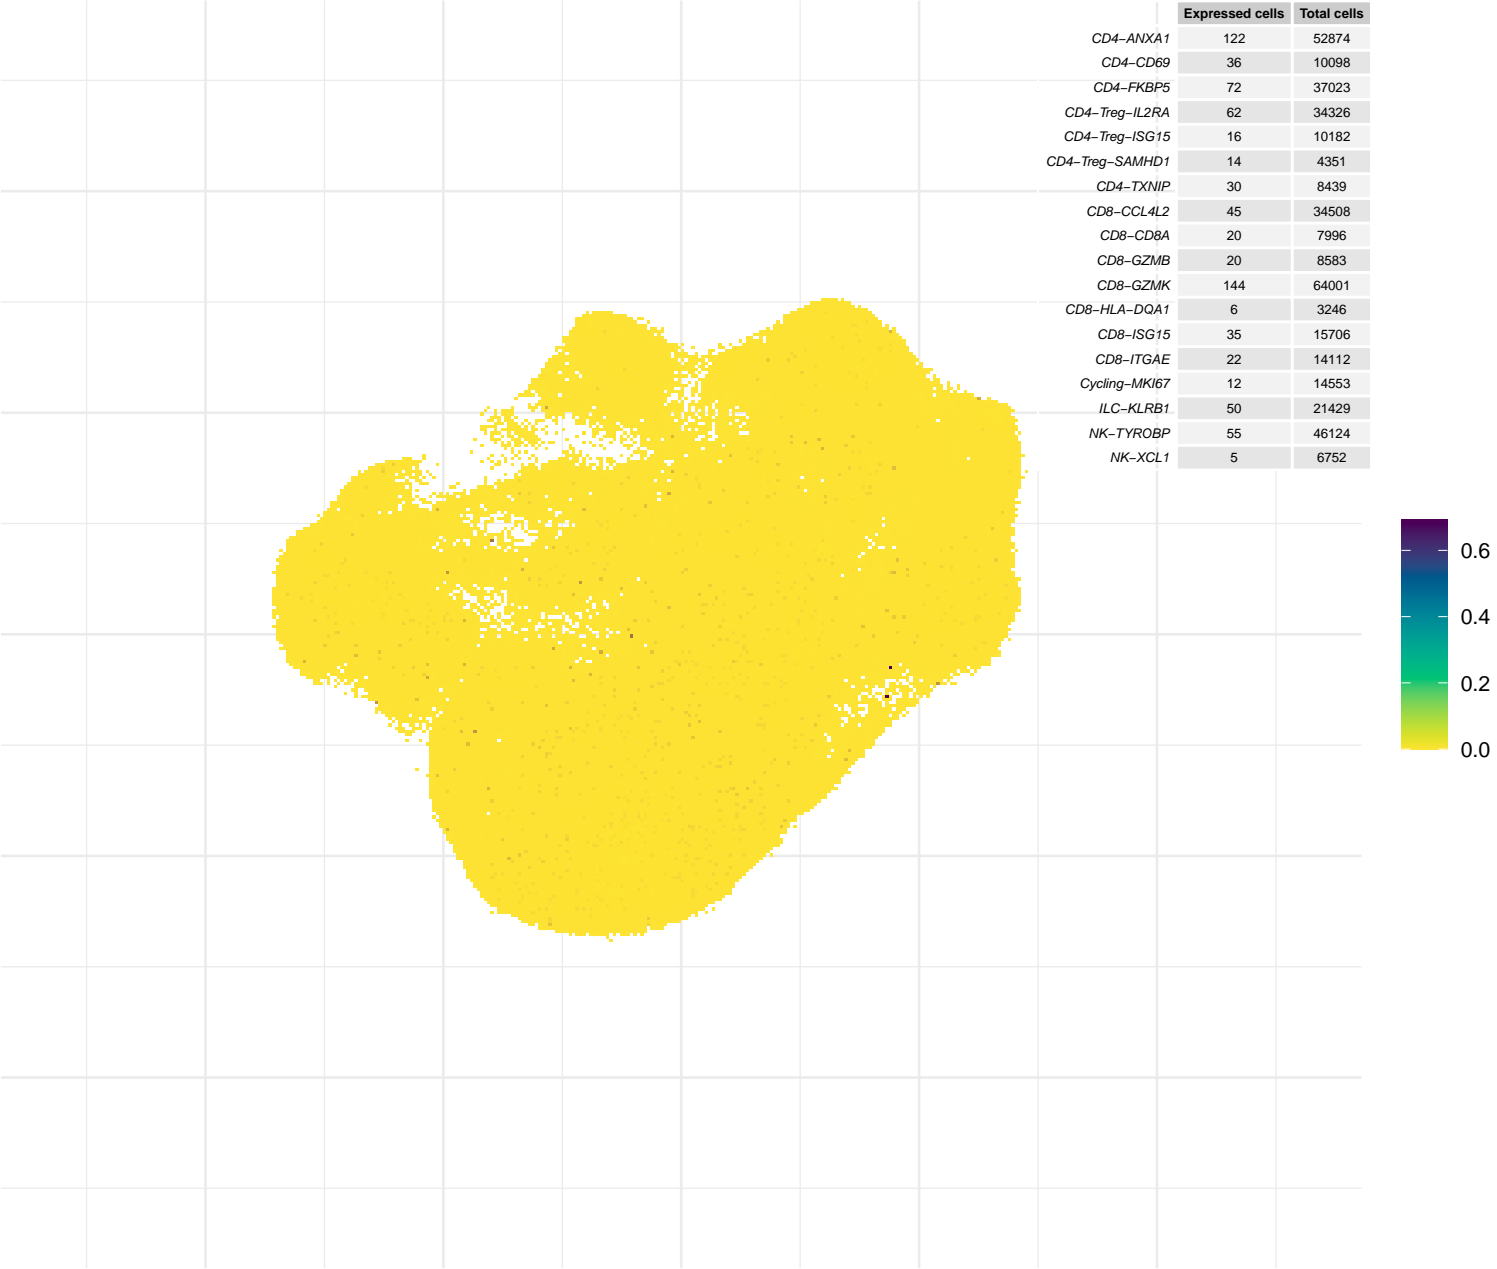 Expressed cells Total cells
CD4−ANXA1 122 52874
CD4−CD69 36 10098
CD4−FKBP5 72 37023
CD4−Treg−IL2RA 62 34326
CD4−Treg−ISG15 16 10182
CD4−Treg−SAMHD1 14 4351
CD4−TXNIP 30 8439
CD8−CCL4L2 45 34508
CD8−CD8A 20 7996
CD8−GZMB 20 8583
CD8−GZMK 144 64001
CD8−HLA−DQA1 6 3246
CD8−ISG15 35 15706
CD8−ITGAE 22 14112
Cycling−MKI67 12 14553
ILC−KLRB1 50 21429
NK−TYROBP 55 46124
NK−XCL1 5 6752
0.6
0.4
0.2
0.0